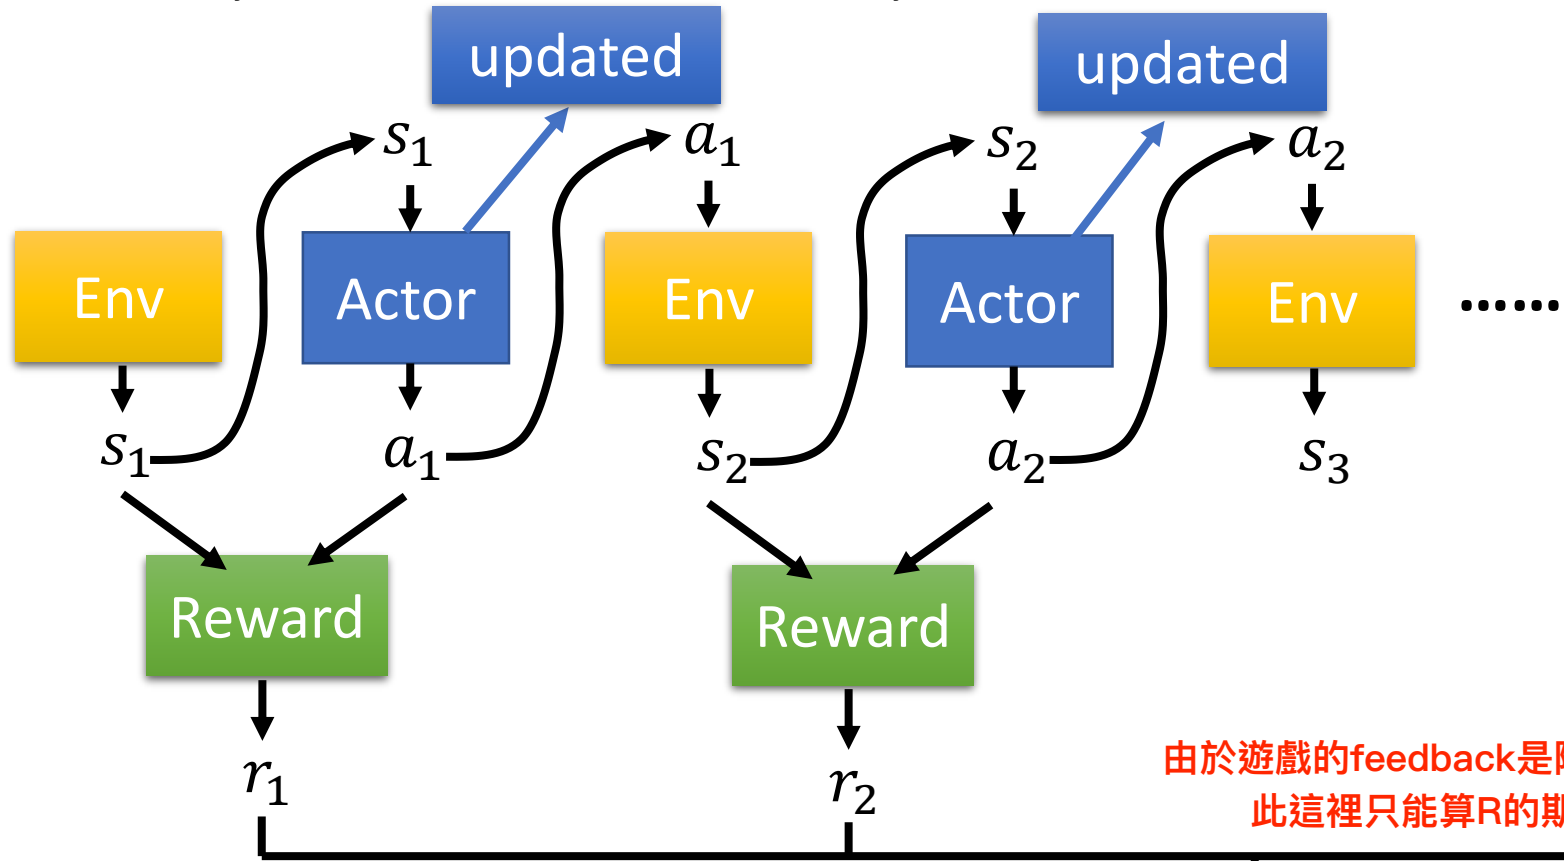 updated
updated
s₁
a₁
s₂
a₂
Env
Actor
Env
Actor
Env
.......
s₁
a₁
s₂
a₂
s₃
Reward
Reward
r₁
r₂
由於遊戲的feedback是
此這裡只能算R的